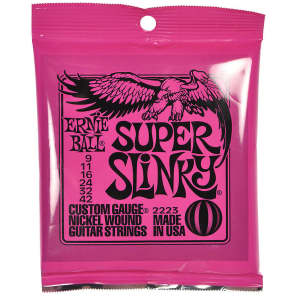 ERNIE
BALL
SUPER
SLINKY
9
11
16
24
32
42
CUSTOM GAUGE®
NICKEL WOUND
GUITAR STRINGS
2223
MADE
IN USA